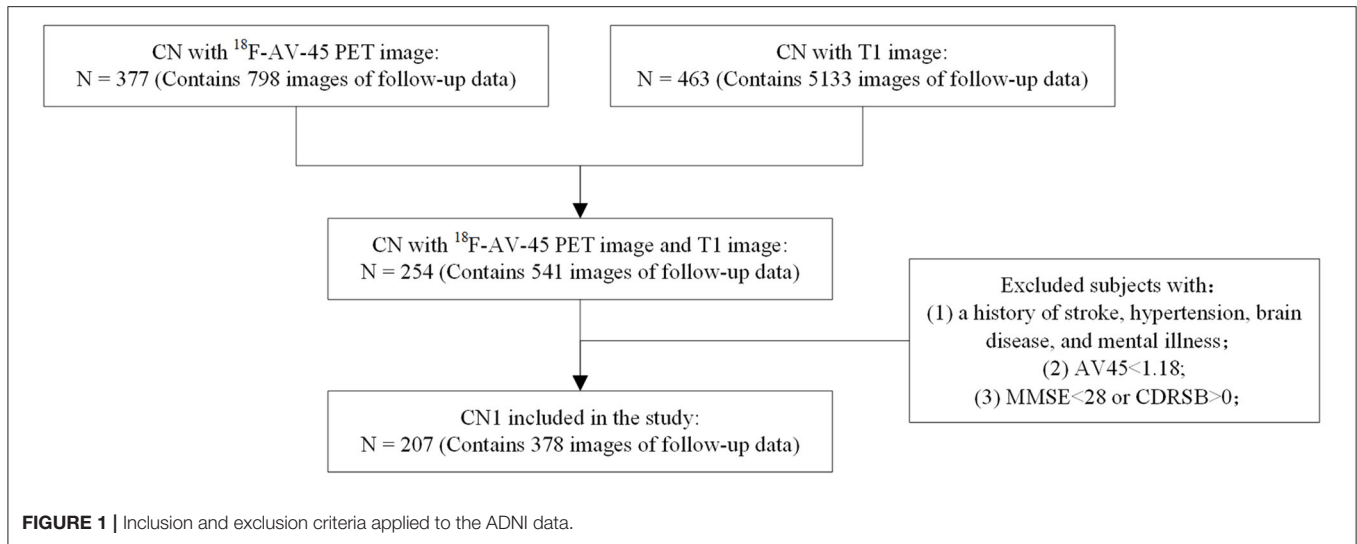 CN with ¹⁸F-AV-45 PET image:
N = 377 (Contains 798 images of follow-up data)
CN with T1 image:
N = 463 (Contains 5133 images of follow-up data)
CN with ¹⁸F-AV-45 PET image and T1 image:
N = 254 (Contains 541 images of follow-up data)
Excluded subjects with:
(1) a history of stroke, hypertension, brain
disease, and mental illness;
(2) AV45<1.18;
(3) MMSE<28 or CDRSB>0;
CN1 included in the study:
N = 207 (Contains 378 images of follow-up data)
FIGURE 1 | Inclusion and exclusion criteria applied to the ADNI data.